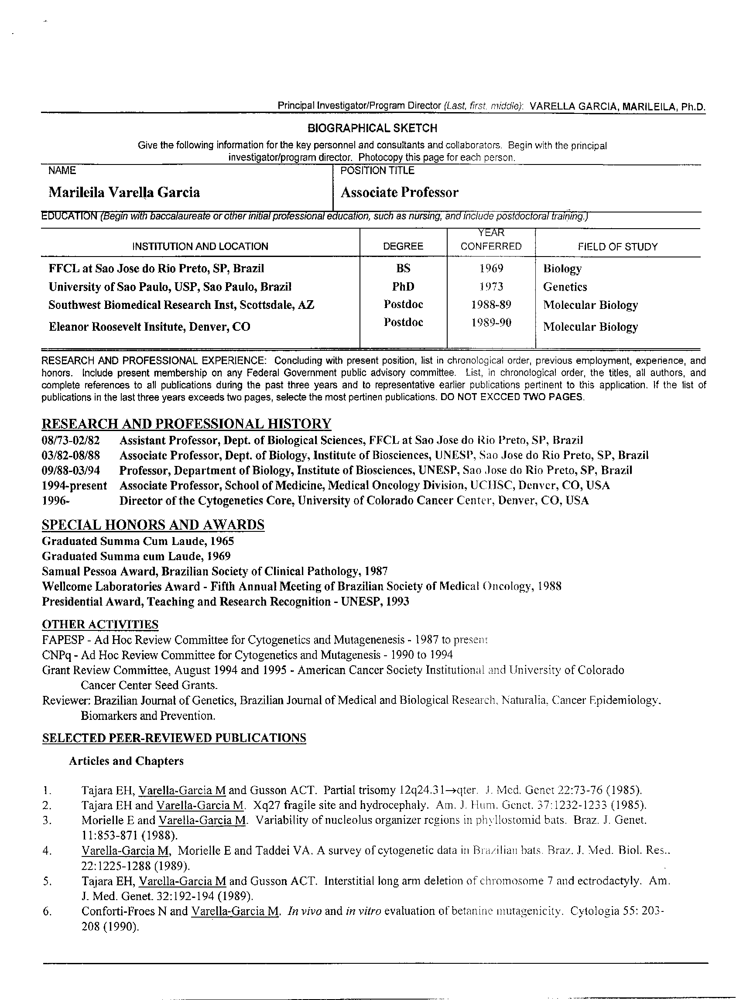 Principal Investigator/Program Director (Last, first, middle): VARELLA GARCIA, MARILEILA, Ph.D.
BIOGRAPHICAL SKETCH
Give the following information for the key personnel and consultants and collaborators. Begin with the principal
investigator/program director. Photocopy this page for each person.
NAME
POSITION TITLE
Marileila Varella Garcia
Associate Professor
EDUCATION (Begin with baccalaureate or other initial professional education, such as nursing, and include postdoctoral training.)
INSTITUTION AND LOCATION DEGREE YEAR CONFERRED FIELD OF STUDY
FFCL at Sao Jose do Rio Preto, SP, Brazil BS 1969 Biology
University of Sao Paulo, USP, Sao Paulo, Brazil PhD 1973 Genetics
Southwest Biomedical Research Inst, Scottsdale, AZ Postdoc 1988-89 Molecular Biology
Eleanor Roosevelt Insitute, Denver, CO Postdoc 1989-90 Molecular Biology
RESEARCH AND PROFESSIONAL EXPERIENCE: Concluding with present position, list in chronological order, previous employment, experience, and
honors. Include present membership on any Federal Government public advisory committee. List, in chronological order, the titles, all authors, and
complete references to all publications during the past three years and to representative earlier publications pertinent to this application. If the list of
publications in the last three years exceeds two pages, selecte the most pertinen publications. DO NOT EXCCED TWO PAGES.
RESEARCH AND PROFESSIONAL HISTORY
08/73-02/82 Assistant Professor, Dept. of Biological Sciences, FFCL at Sao Jose do Rio Preto, SP, Brazil
03/82-08/88 Associate Professor, Dept. of Biology, Institute of Biosciences, UNESP, Sao Jose do Rio Preto, SP, Brazil
09/88-03/94 Professor, Department of Biology, Institute of Biosciences, UNESP, Sao Jose do Rio Preto, SP, Brazil
1994-present Associate Professor, School of Medicine, Medical Oncology Division, UCHSC, Denver, CO, USA
1996- Director of the Cytogenetics Core, University of Colorado Cancer Center, Denver, CO, USA
SPECIAL HONORS AND AWARDS
Graduated Summa Cum Laude, 1965
Graduated Summa cum Laude, 1969
Samual Pessoa Award, Brazilian Society of Clinical Pathology, 1987
Wellcome Laboratories Award - Fifth Annual Meeting of Brazilian Society of Medical Oncology, 1988
Presidential Award, Teaching and Research Recognition - UNESP, 1993
OTHER ACTIVITIES
FAPESP - Ad Hoc Review Committee for Cytogenetics and Mutagenenesis - 1987 to present
CNPq - Ad Hoc Review Committee for Cytogenetics and Mutagenesis - 1990 to 1994
Grant Review Committee, August 1994 and 1995 - American Cancer Society Institutional and University of Colorado
Cancer Center Seed Grants.
Reviewer: Brazilian Journal of Genetics, Brazilian Journal of Medical and Biological Research, Naturalia, Cancer Epidemiology,
Biomarkers and Prevention.
SELECTED PEER-REVIEWED PUBLICATIONS
Articles and Chapters
1. Tajara EH, Varella-Garcia M and Gusson ACT. Partial trisomy 12q24.31→qter. J. Med. Genet 22:73-76 (1985).
2. Tajara EH and Varella-Garcia M. Xq27 fragile site and hydrocephaly. Am. J. Hum. Genet. 37:1232-1233 (1985).
3. Morielle E and Varella-Garcia M. Variability of nucleolus organizer regions in phyllostomid bats. Braz. J. Genet.
11:853-871 (1988).
4. Varella-Garcia M, Morielle E and Taddei VA. A survey of cytogenetic data in Brazilian bats. Braz. J. Med. Biol. Res..
22:1225-1288 (1989).
5. Tajara EH, Varella-Garcia M and Gusson ACT. Interstitial long arm deletion of chromosome 7 and ectrodactyly. Am.
J. Med. Genet. 32:192-194 (1989).
6. Conforti-Froes N and Varella-Garcia M. In vivo and in vitro evaluation of betanine mutagenicity. Cytologia 55: 203-
208 (1990).